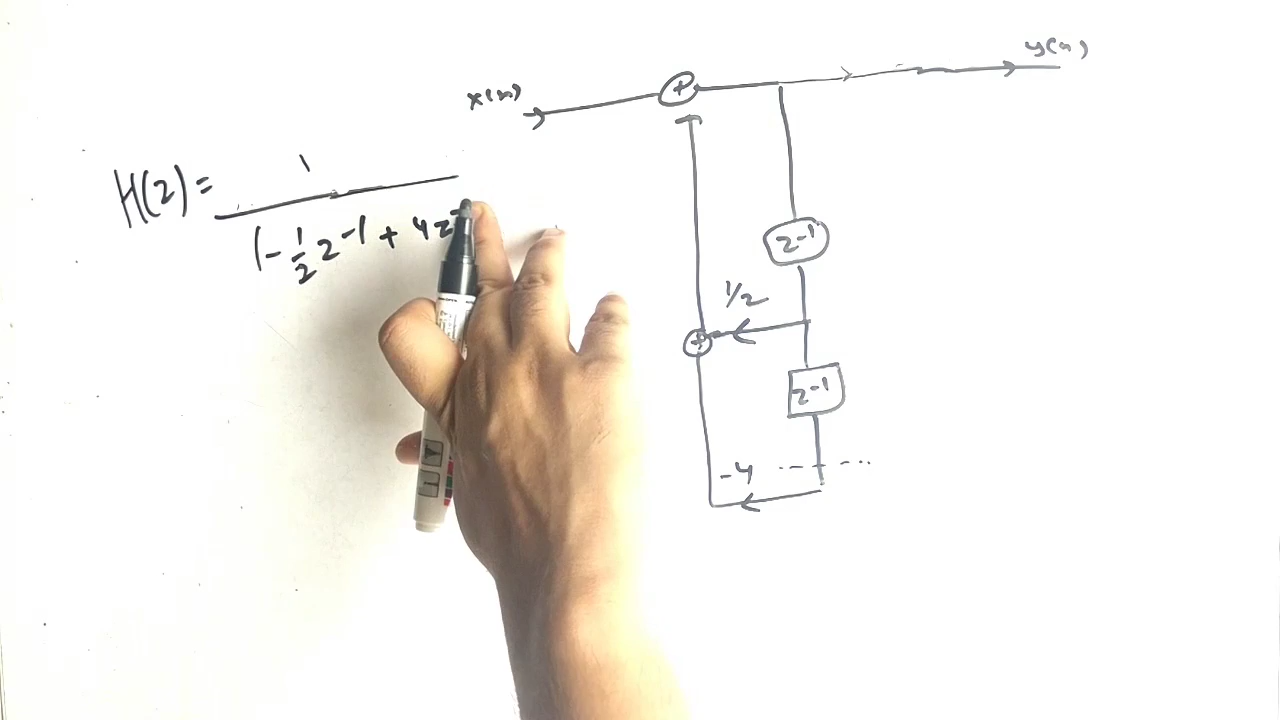 x(n)
y(n)
H(z) =
1
1 - 1/2 z⁻¹ + 4z⁻
+
z⁻¹
1/2
+
z⁻¹
-4